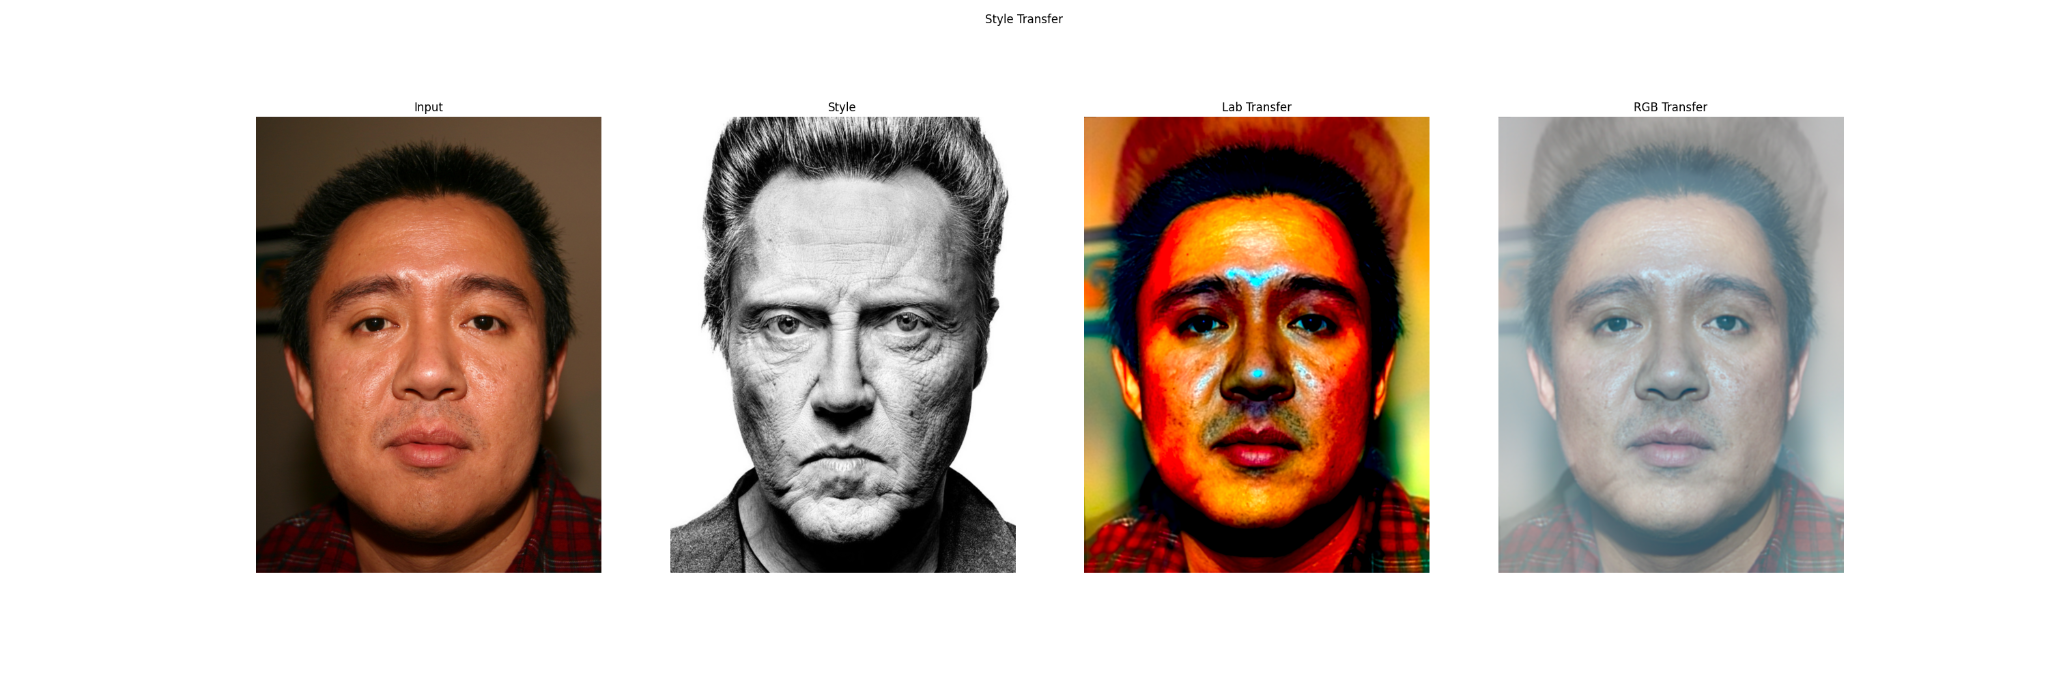 Style Transfer
Input
Style
Lab Transfer
RGB Transfer